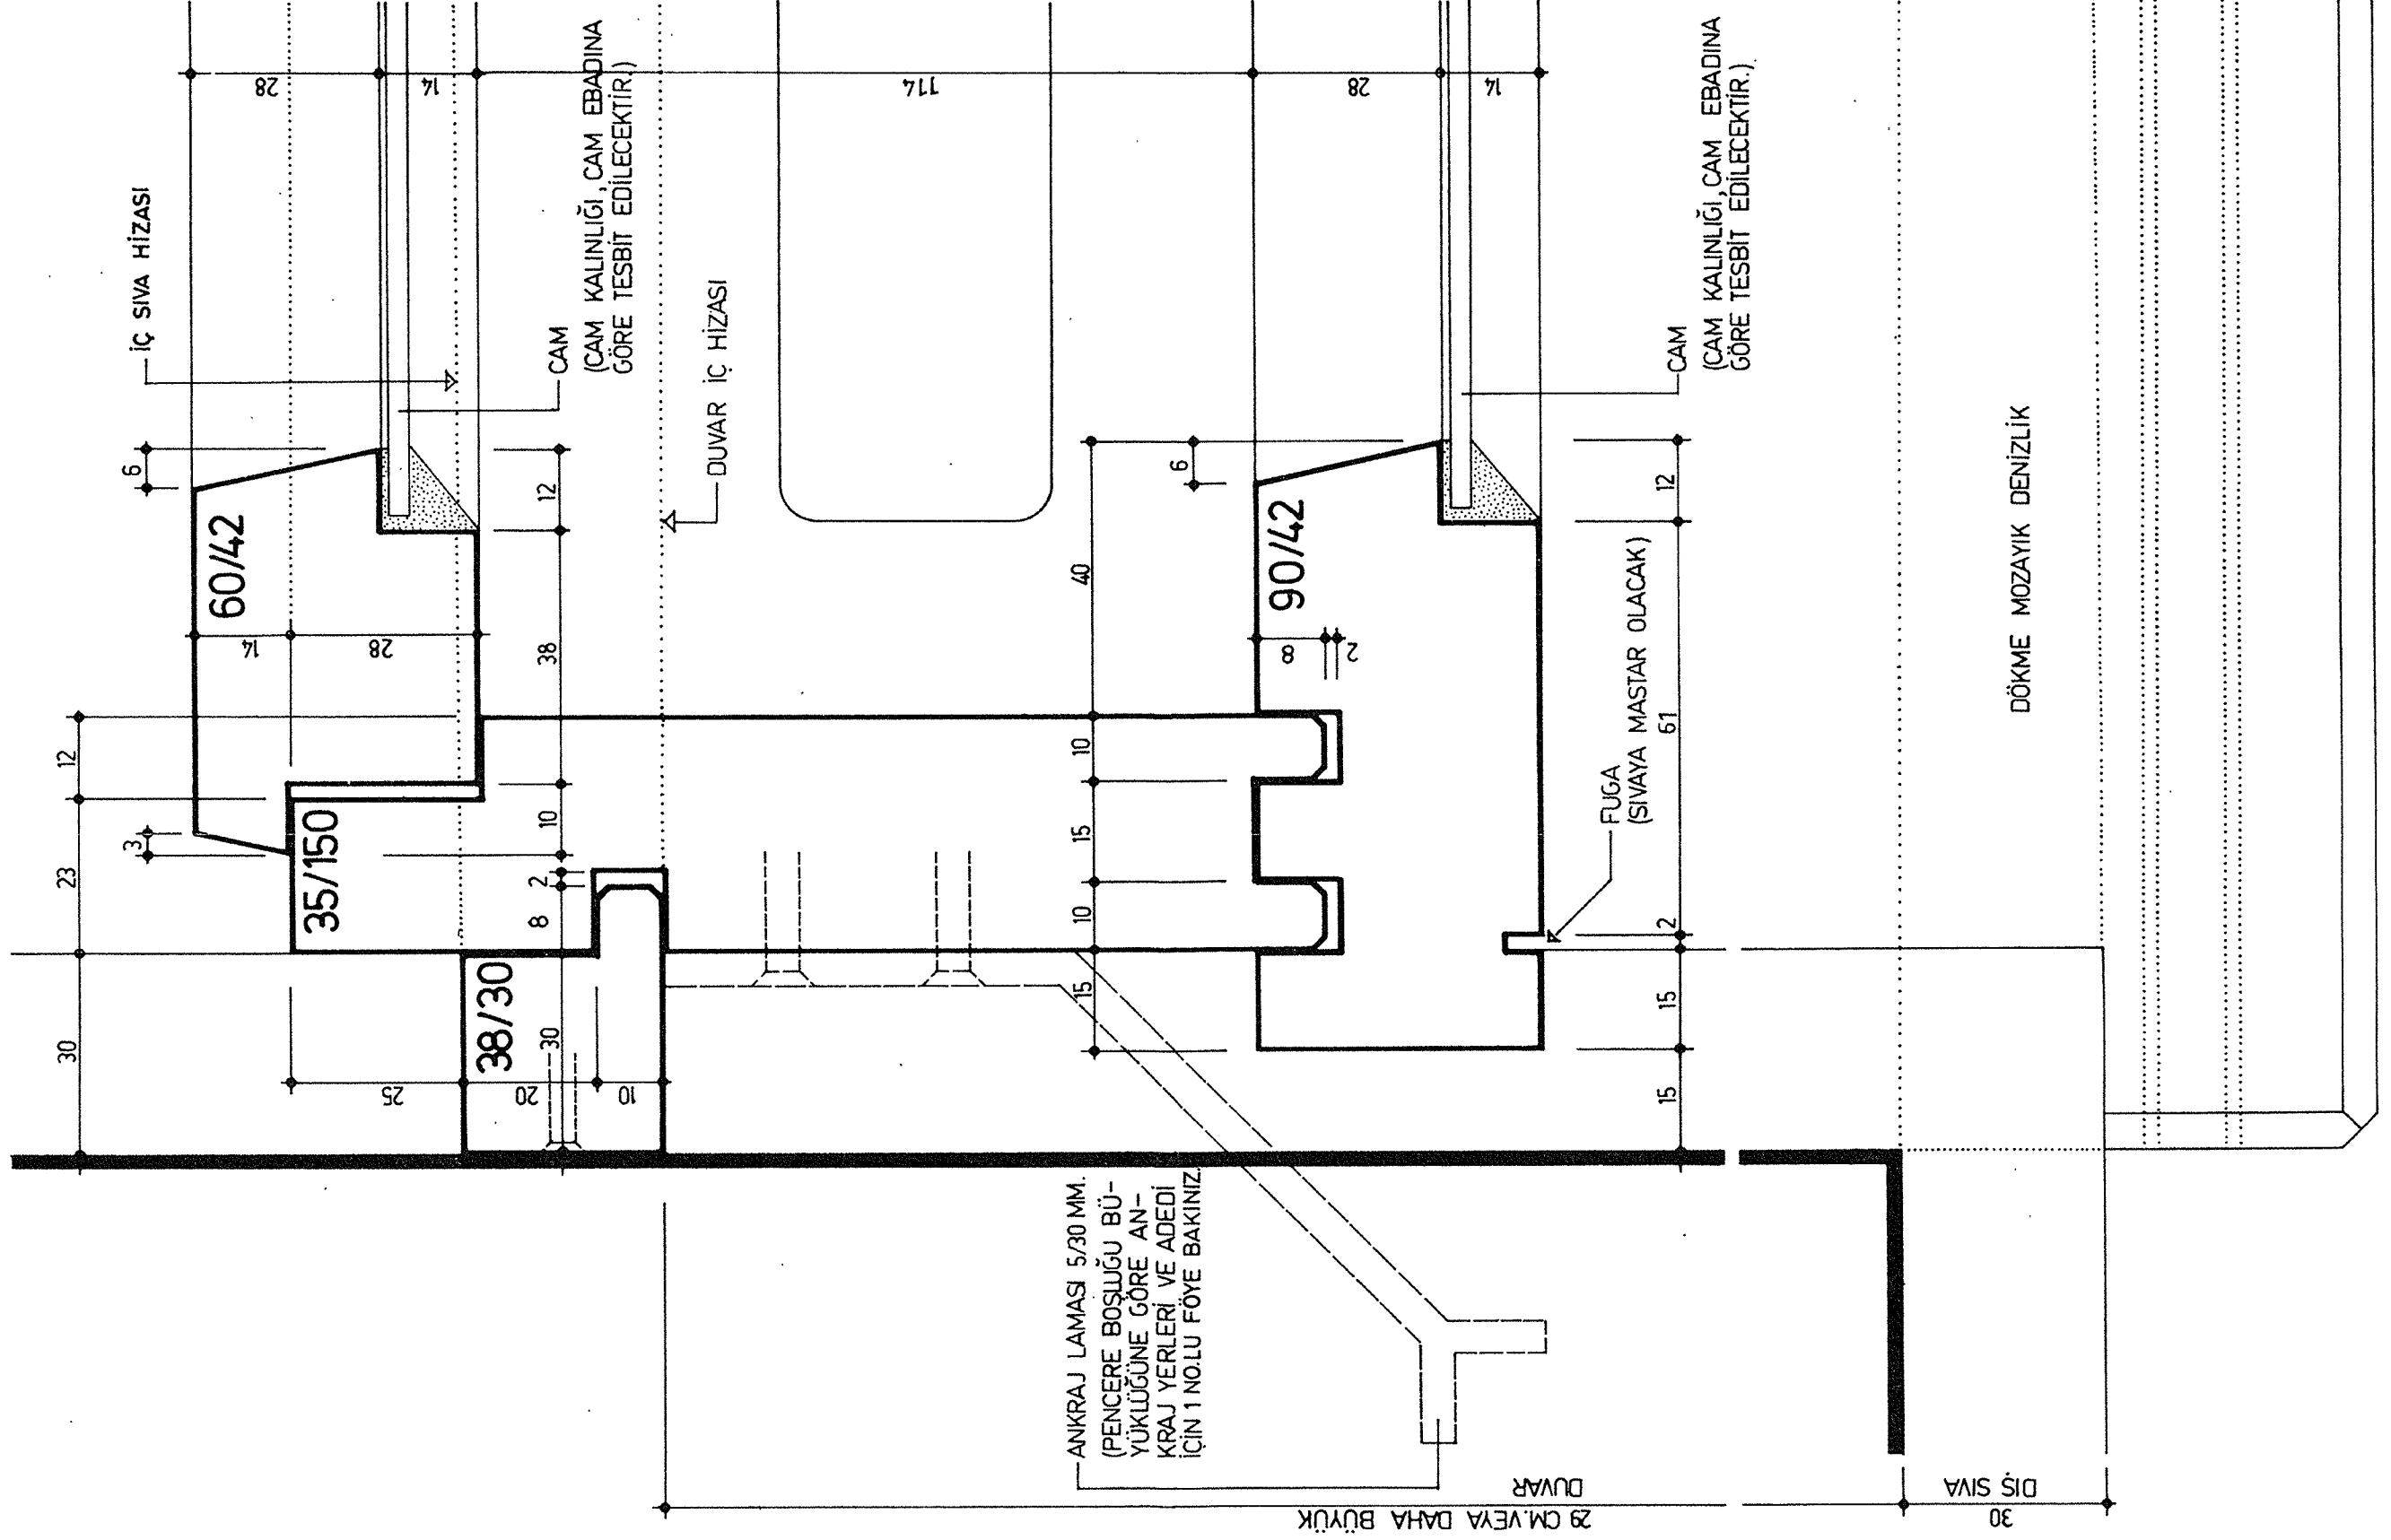 İÇ SIVA HİZASI
28
14
114
28
14
CAM
(CAM KALINLIĞI, CAM EBADINA
GÖRE TESBİT EDİLECEKTİR.)
DUVAR İÇ HİZASI
CAM
(CAM KALINLIĞI, CAM EBADINA
GÖRE TESBİT EDİLECEKTİR.)
6
60/42
14
28
12
38
10
2
8
30
12
23
30
3
35/150
38/30
25
20
10
6
40
10
15
10
15
90/42
8
2
12
61
2
15
15
FUGA
(SIVAYA MASTAR OLACAK)
DÖKME MOZAYIK DENİZLİK
ANKRAJ LAMASI 5/30 MM.
(PENCERE BOŞLUĞU BÜ-
YÜKLÜĞÜNE GÖRE AN-
KRAJ YERLERİ VE ADEDİ
İÇİN 1 NO.LU FÖYE BAKINIZ.
DUVAR
29 CM. VEYA DAHA BÜYÜK
DIŞ SIVA
30